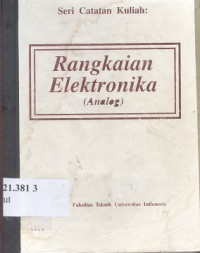 Seri Catatan Kuliah:
Rangkaian
Elektronika
(Analog)
21.381 3
ut
Fakultas Teknik Universitas Indonesia